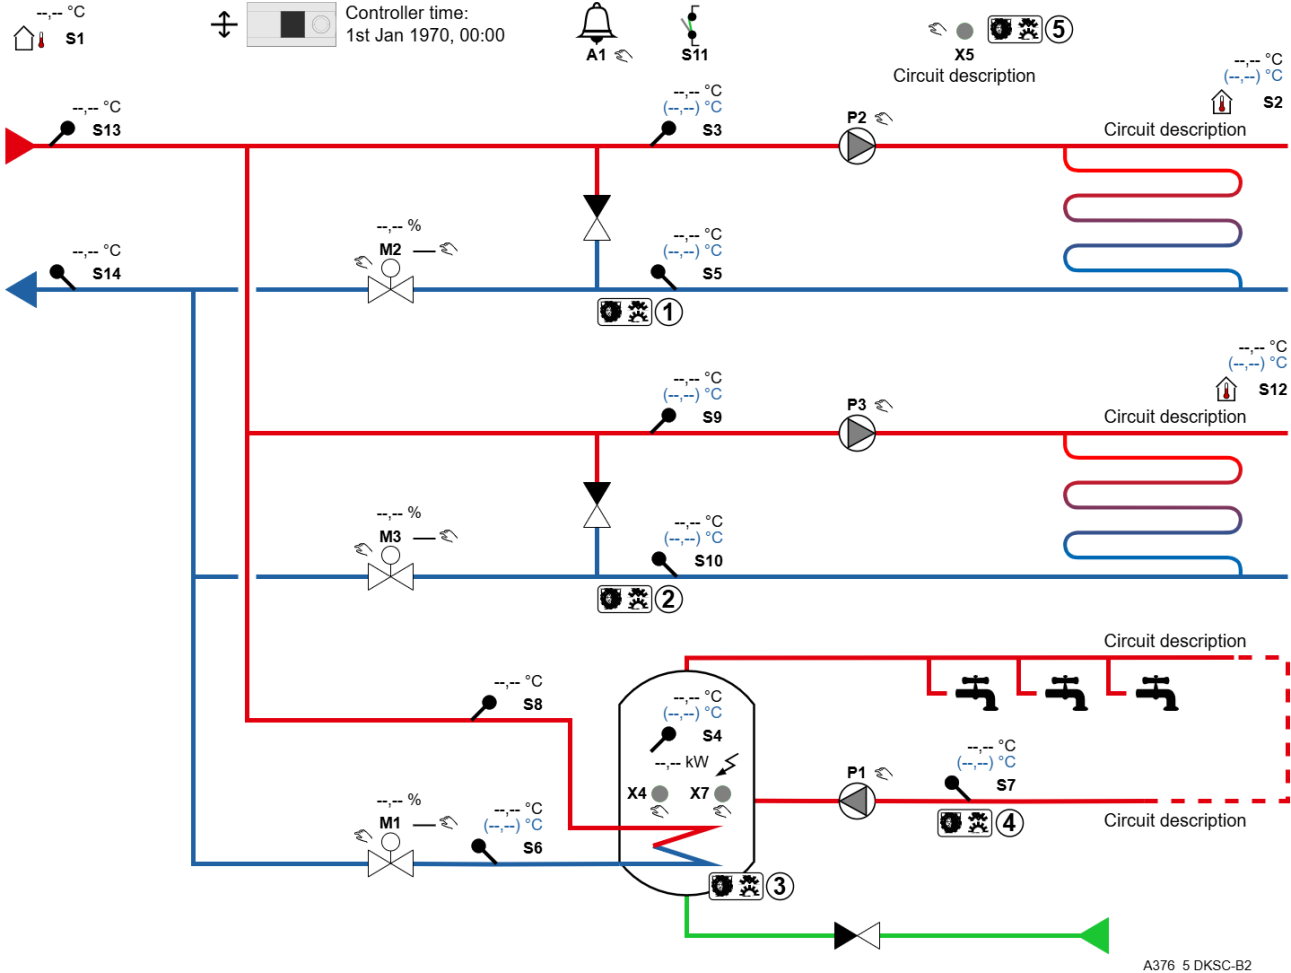 --,-- °C
S1
Controller time:
1st Jan 1970, 00:00
A1
S11
X5
5
Circuit description
--,-- °C
(--,--) °C
S2
Circuit description
--,-- °C
S13
--,-- °C
(--,--) °C
S3
P2
--,-- °C
S14
--,-- %
M2
--,-- °C
(--,--) °C
S5
1
--,-- °C
(--,--) °C
S12
Circuit description
--,-- °C
(--,--) °C
S9
P3
--,-- %
M3
--,-- °C
(--,--) °C
S10
2
Circuit description
--,-- °C
S8
--,-- °C
(--,--) °C
S4
--,-- kW
X4
X7
P1
--,-- °C
(--,--) °C
S7
4
Circuit description
--,-- %
M1
--,-- °C
(--,--) °C
S6
3
A376_5 DKSC-B2